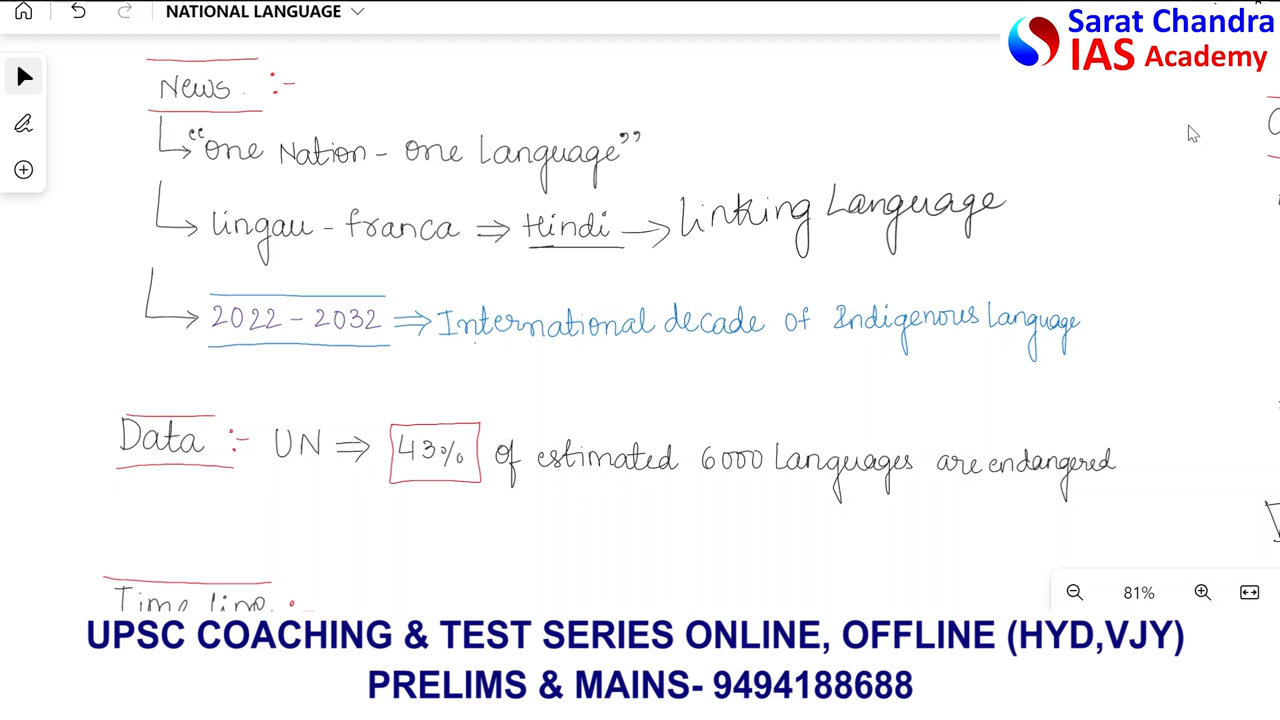 NATIONAL LANGUAGE
Sarat Chandra
IAS Academy
News :-
"One Nation - One Language"
lingau - franca ⇒ Hindi → Linking Language
2022 - 2032 ⇒ International decade of Indigenous Language
Data :- UN ⇒ 43% of estimated 6000 Languages are endangered
Time line :-
81%
UPSC COACHING & TEST SERIES ONLINE, OFFLINE (HYD,VJY)
PRELIMS & MAINS- 9494188688